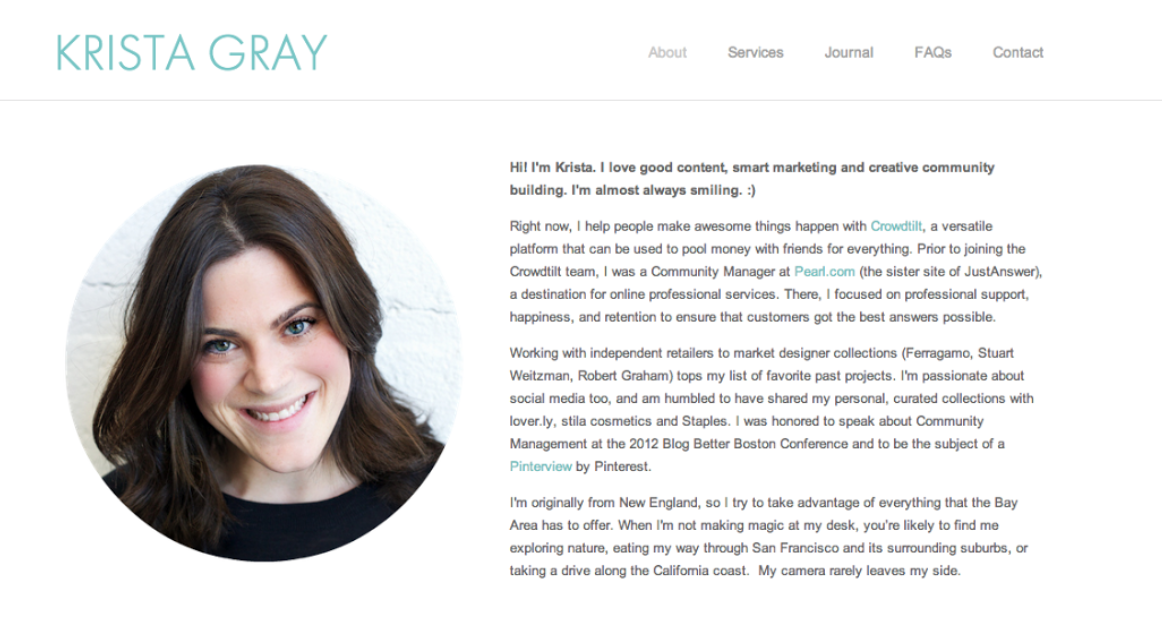 KRISTA GRAY
About Services Journal FAQs Contact
Hi! I'm Krista. I love good content, smart marketing and creative community
building. I'm almost always smiling. :)
Right now, I help people make awesome things happen with Crowdtilt, a versatile
platform that can be used to pool money with friends for everything. Prior to joining the
Crowdtilt team, I was a Community Manager at Pearl.com (the sister site of JustAnswer),
a destination for online professional services. There, I focused on professional support,
happiness, and retention to ensure that customers got the best answers possible.
Working with independent retailers to market designer collections (Ferragamo, Stuart
Weitzman, Robert Graham) tops my list of favorite past projects. I'm passionate about
social media too, and am humbled to have shared my personal, curated collections with
lover.ly, stila cosmetics and Staples. I was honored to speak about Community
Management at the 2012 Blog Better Boston Conference and to be the subject of a
Pinterview by Pinterest.
I'm originally from New England, so I try to take advantage of everything that the Bay
Area has to offer. When I'm not making magic at my desk, you're likely to find me
exploring nature, eating my way through San Francisco and its surrounding suburbs, or
taking a drive along the California coast.  My camera rarely leaves my side.